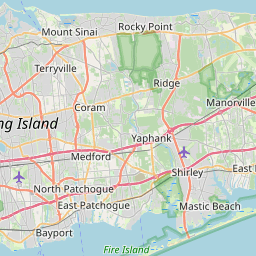 Rocky Point
Mount Sinai
Terryville
Ridge
Coram
Manorville
ng Island
Yaphank
Medford
Shirley
East
North Patchogue
East Patchogue
Mastic Beach
Bayport
Fire Island